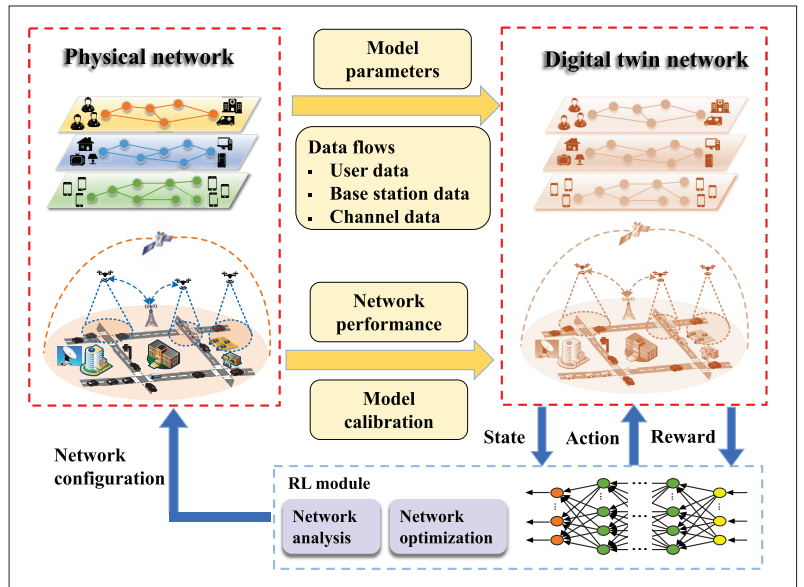 Physical network
Model
parameters
Digital twin network
Data flows
▪ User data
▪ Base station data
▪ Channel data
Network
performance
Model
calibration
Network
configuration
State
Action
Reward
RL module
Network
analysis
Network
optimization